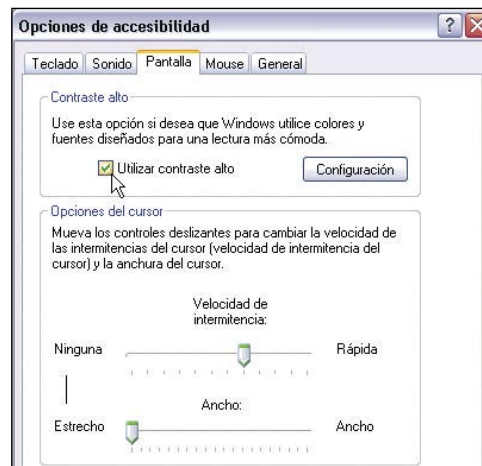 Opciones de accesibilidad
Teclado Sonido Pantalla Mouse General
Contraste alto
Use esta opción si desea que Windows utilice colores y
fuentes diseñados para una lectura más cómoda.
Utilizar contraste alto Configuración
Opciones del cursor
Mueva los controles deslizantes para cambiar la velocidad de
las intermitencias del cursor (velocidad de intermitencia del
cursor) y la anchura del cursor.
Velocidad de
intermitencia:
Ninguna Rápida
Ancho:
Estrecho Ancho